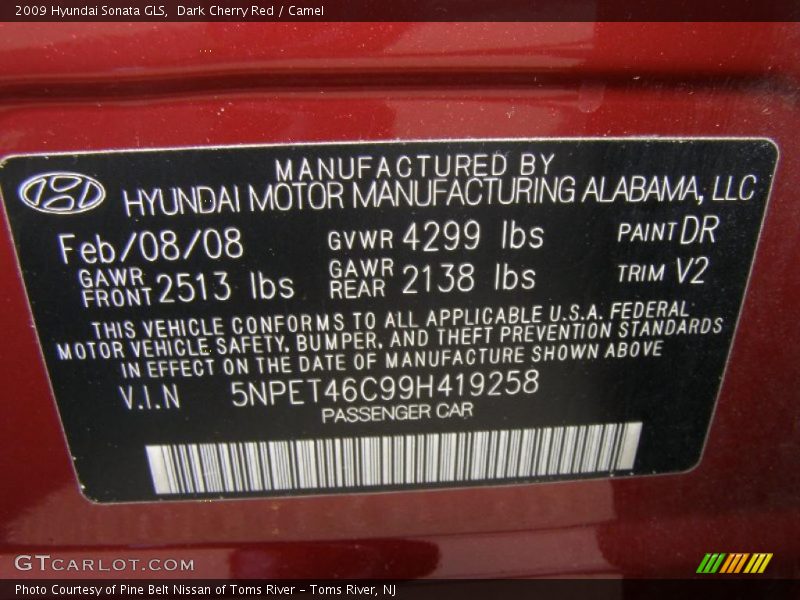 2009 Hyundai Sonata GLS, Dark Cherry Red / Camel
MANUFACTURED BY
HYUNDAI MOTOR MANUFACTURING ALABAMA, LLC
Feb/08/08 GVWR 4299 lbs PAINT DR
GAWR FRONT 2513 lbs GAWR REAR 2138 lbs TRIM V2
THIS VEHICLE CONFORMS TO ALL APPLICABLE U.S.A. FEDERAL
MOTOR VEHICLE SAFETY, BUMPER, AND THEFT PREVENTION STANDARDS
IN EFFECT ON THE DATE OF MANUFACTURE SHOWN ABOVE
V.I.N 5NPET46C99H419258
PASSENGER CAR
GTCARLOT.COM
Photo Courtesy of Pine Belt Nissan of Toms River - Toms River, NJ